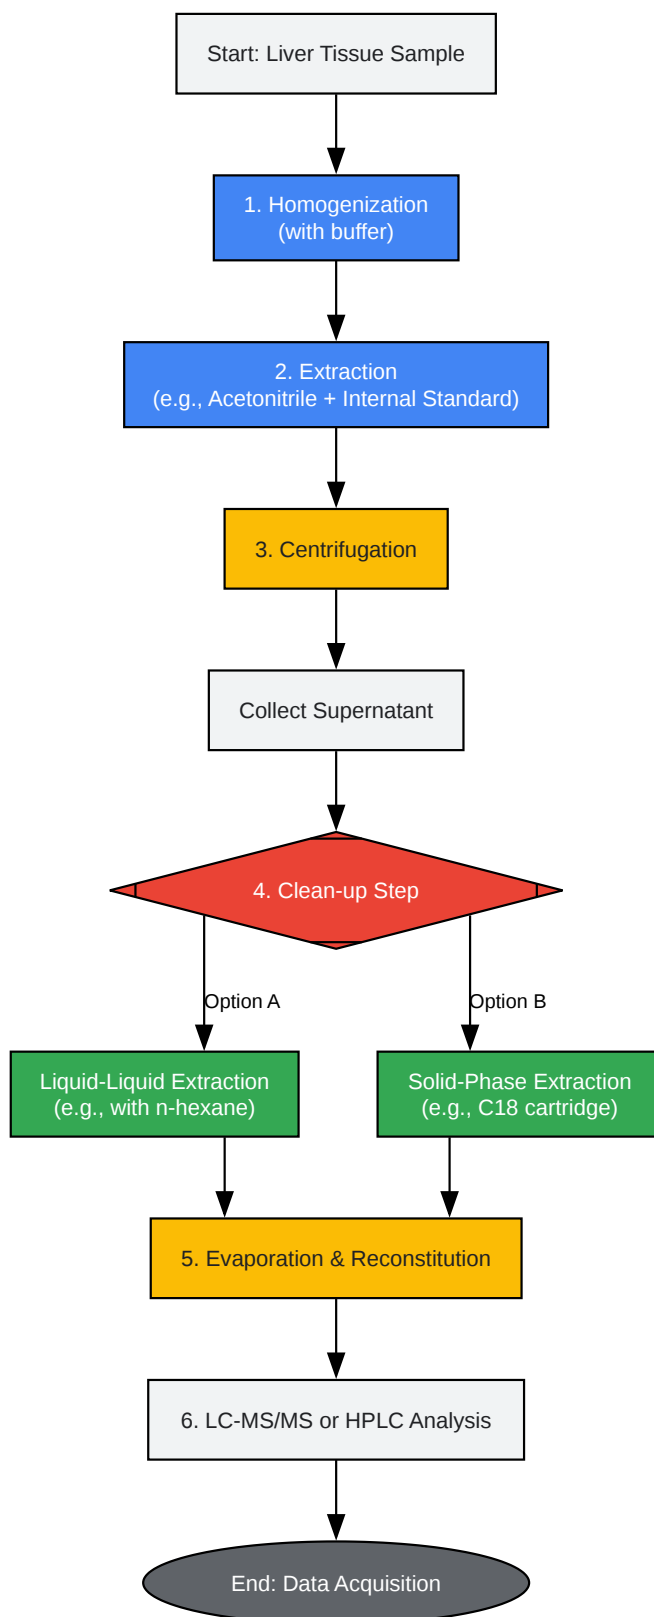 Start: Liver Tissue Sample
1. Homogenization
(with buffer)
2. Extraction
(e.g., Acetonitrile + Internal Standard)
3. Centrifugation
Collect Supernatant
4. Clean-up Step
Option A
Option B
Liquid-Liquid Extraction
(e.g., with n-hexane)
Solid-Phase Extraction
(e.g., C18 cartridge)
5. Evaporation & Reconstitution
6. LC-MS/MS or HPLC Analysis
End: Data Acquisition